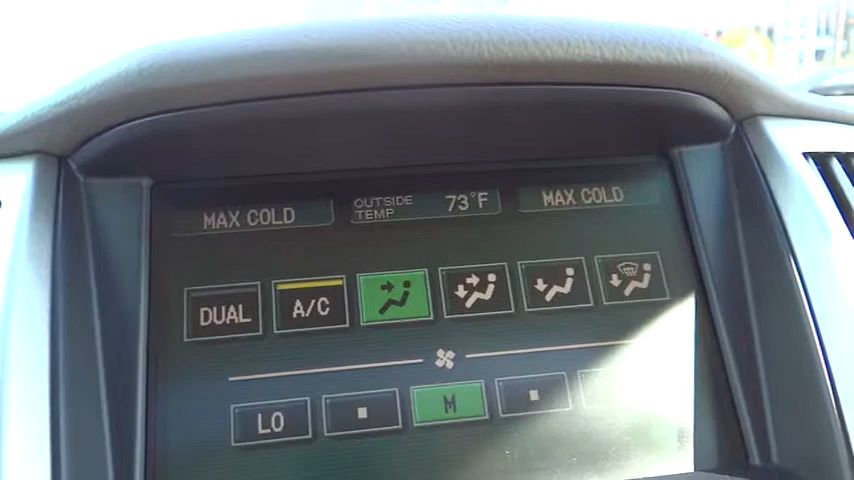 MAX COLD
OUTSIDE TEMP 73°F
MAX COLD
DUAL
A/C
LO
M